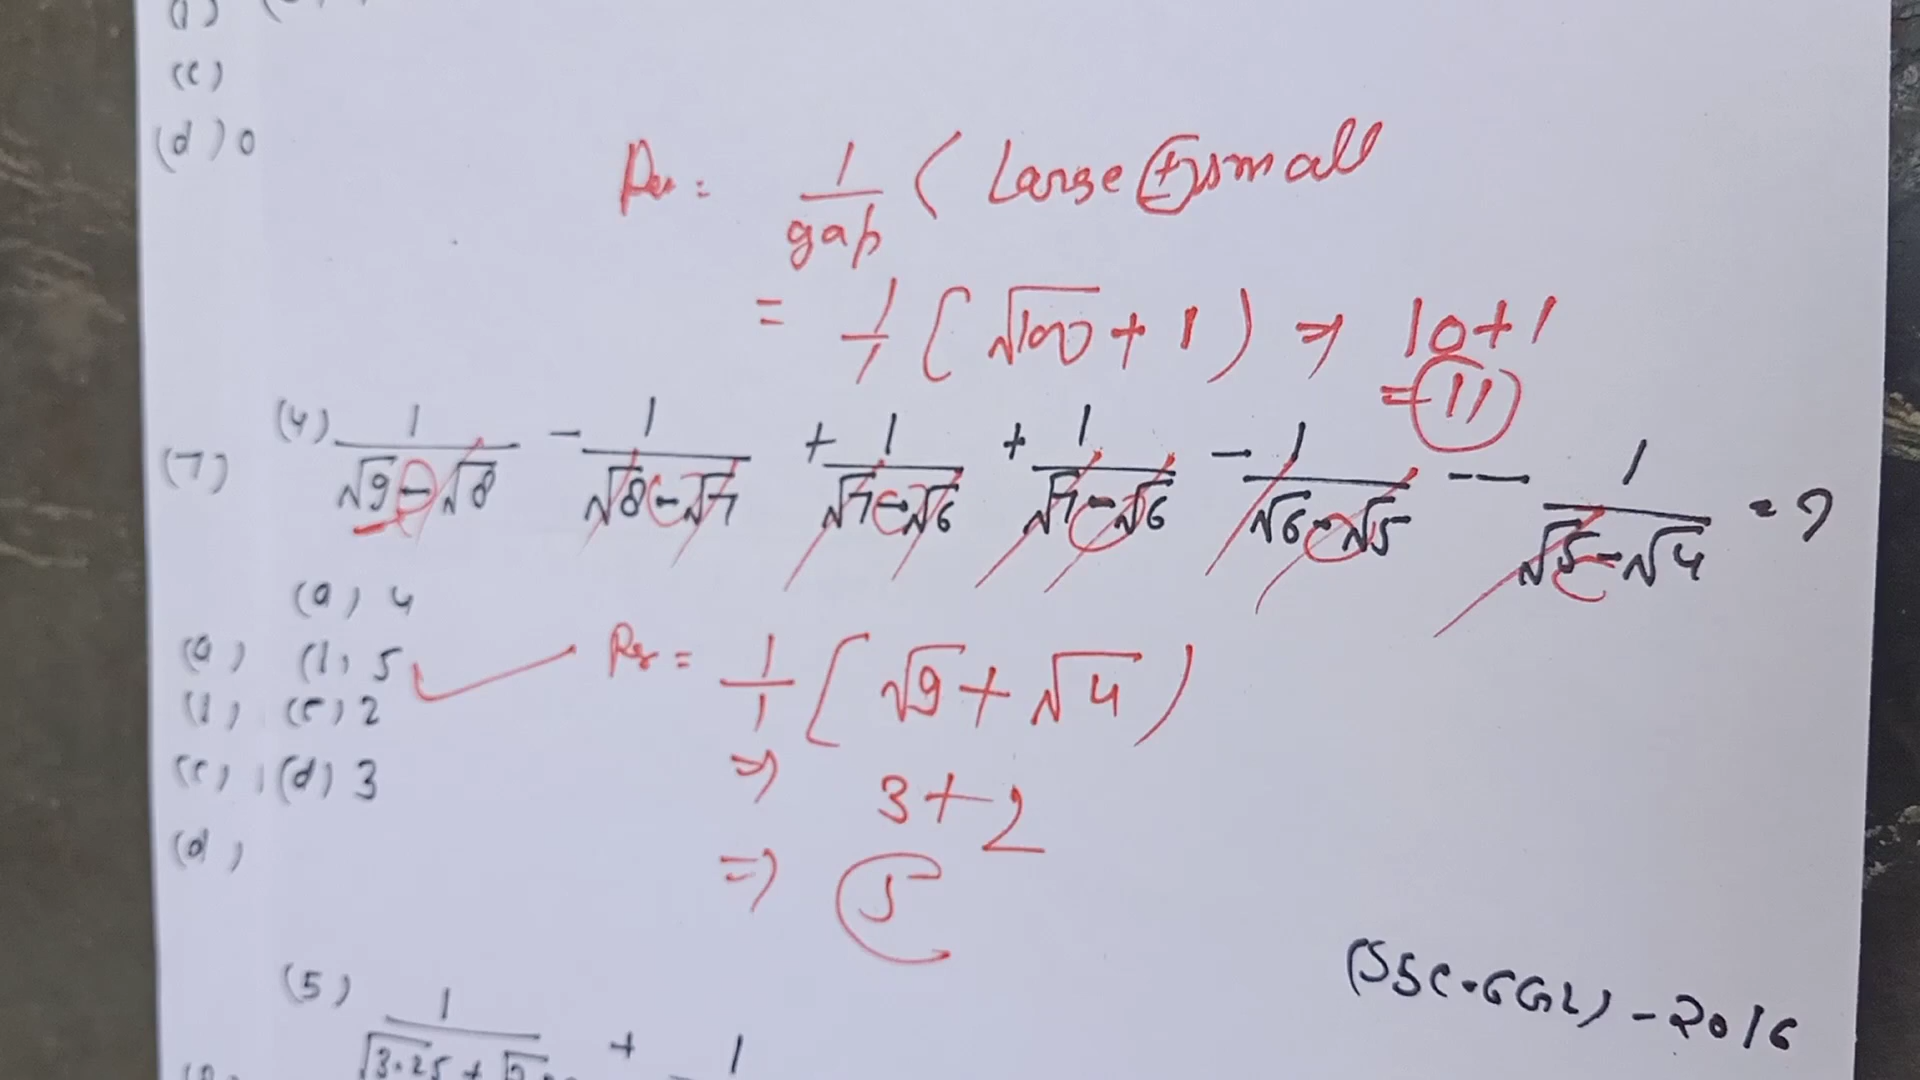 (c)
(d) 0
= 1/gap ( Large ± small
= 1/1 ( √100 + 1 ) ⇒ 10+1
= 11
(7)
(4) 1/(√9-√8) - 1/(√8-√7) + 1/(√7-√6) + 1/(√7-√6) - 1/(√6-√5) - - 1/(√5-√4) = ?
(a) 4
(a) 5
2
(c) (d) 3
(d)
= 1/1 ( √9 + √4 )
⇒ 3+2
⇒ 5
(SSC-CGL) - 2016
(5) 1/(√3.25 +
+ 1